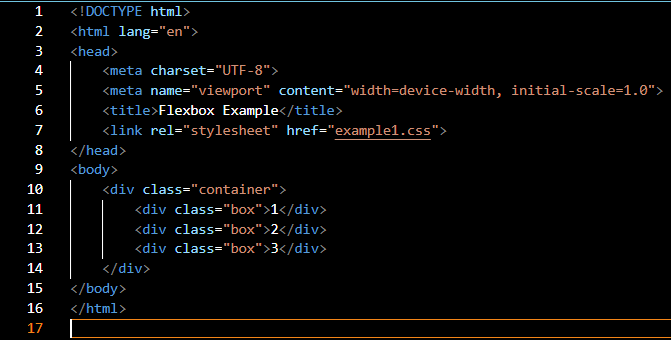 1 <!DOCTYPE html>
2 <html lang="en">
3 <head>
4     <meta charset="UTF-8">
5     <meta name="viewport" content="width=device-width, initial-scale=1.0">
6     <title>Flexbox Example</title>
7     <link rel="stylesheet" href="example1.css">
8 </head>
9 <body>
10     <div class="container">
11         <div class="box">1</div>
12         <div class="box">2</div>
13         <div class="box">3</div>
14     </div>
15 </body>
16 </html>
17